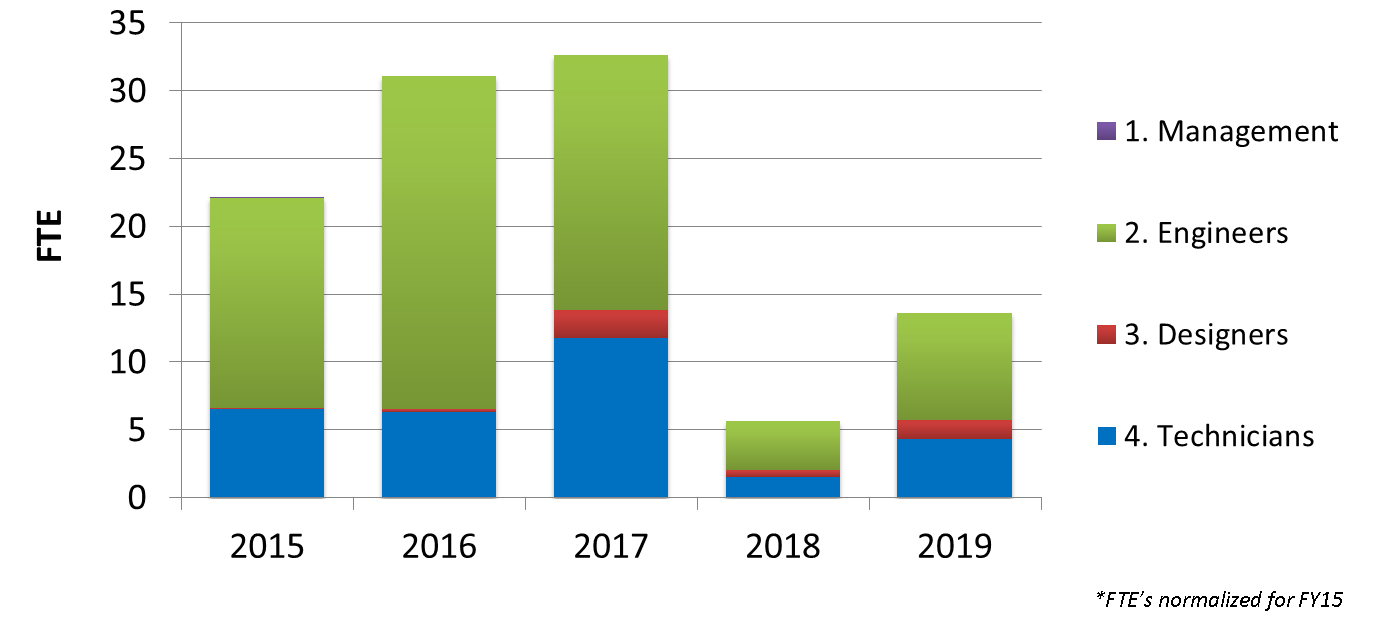 35
30
25
20
15
10
5
0
FTE
2015 2016 2017 2018 2019
1. Management
2. Engineers
3. Designers
4. Technicians
*FTE’s normalized for FY15